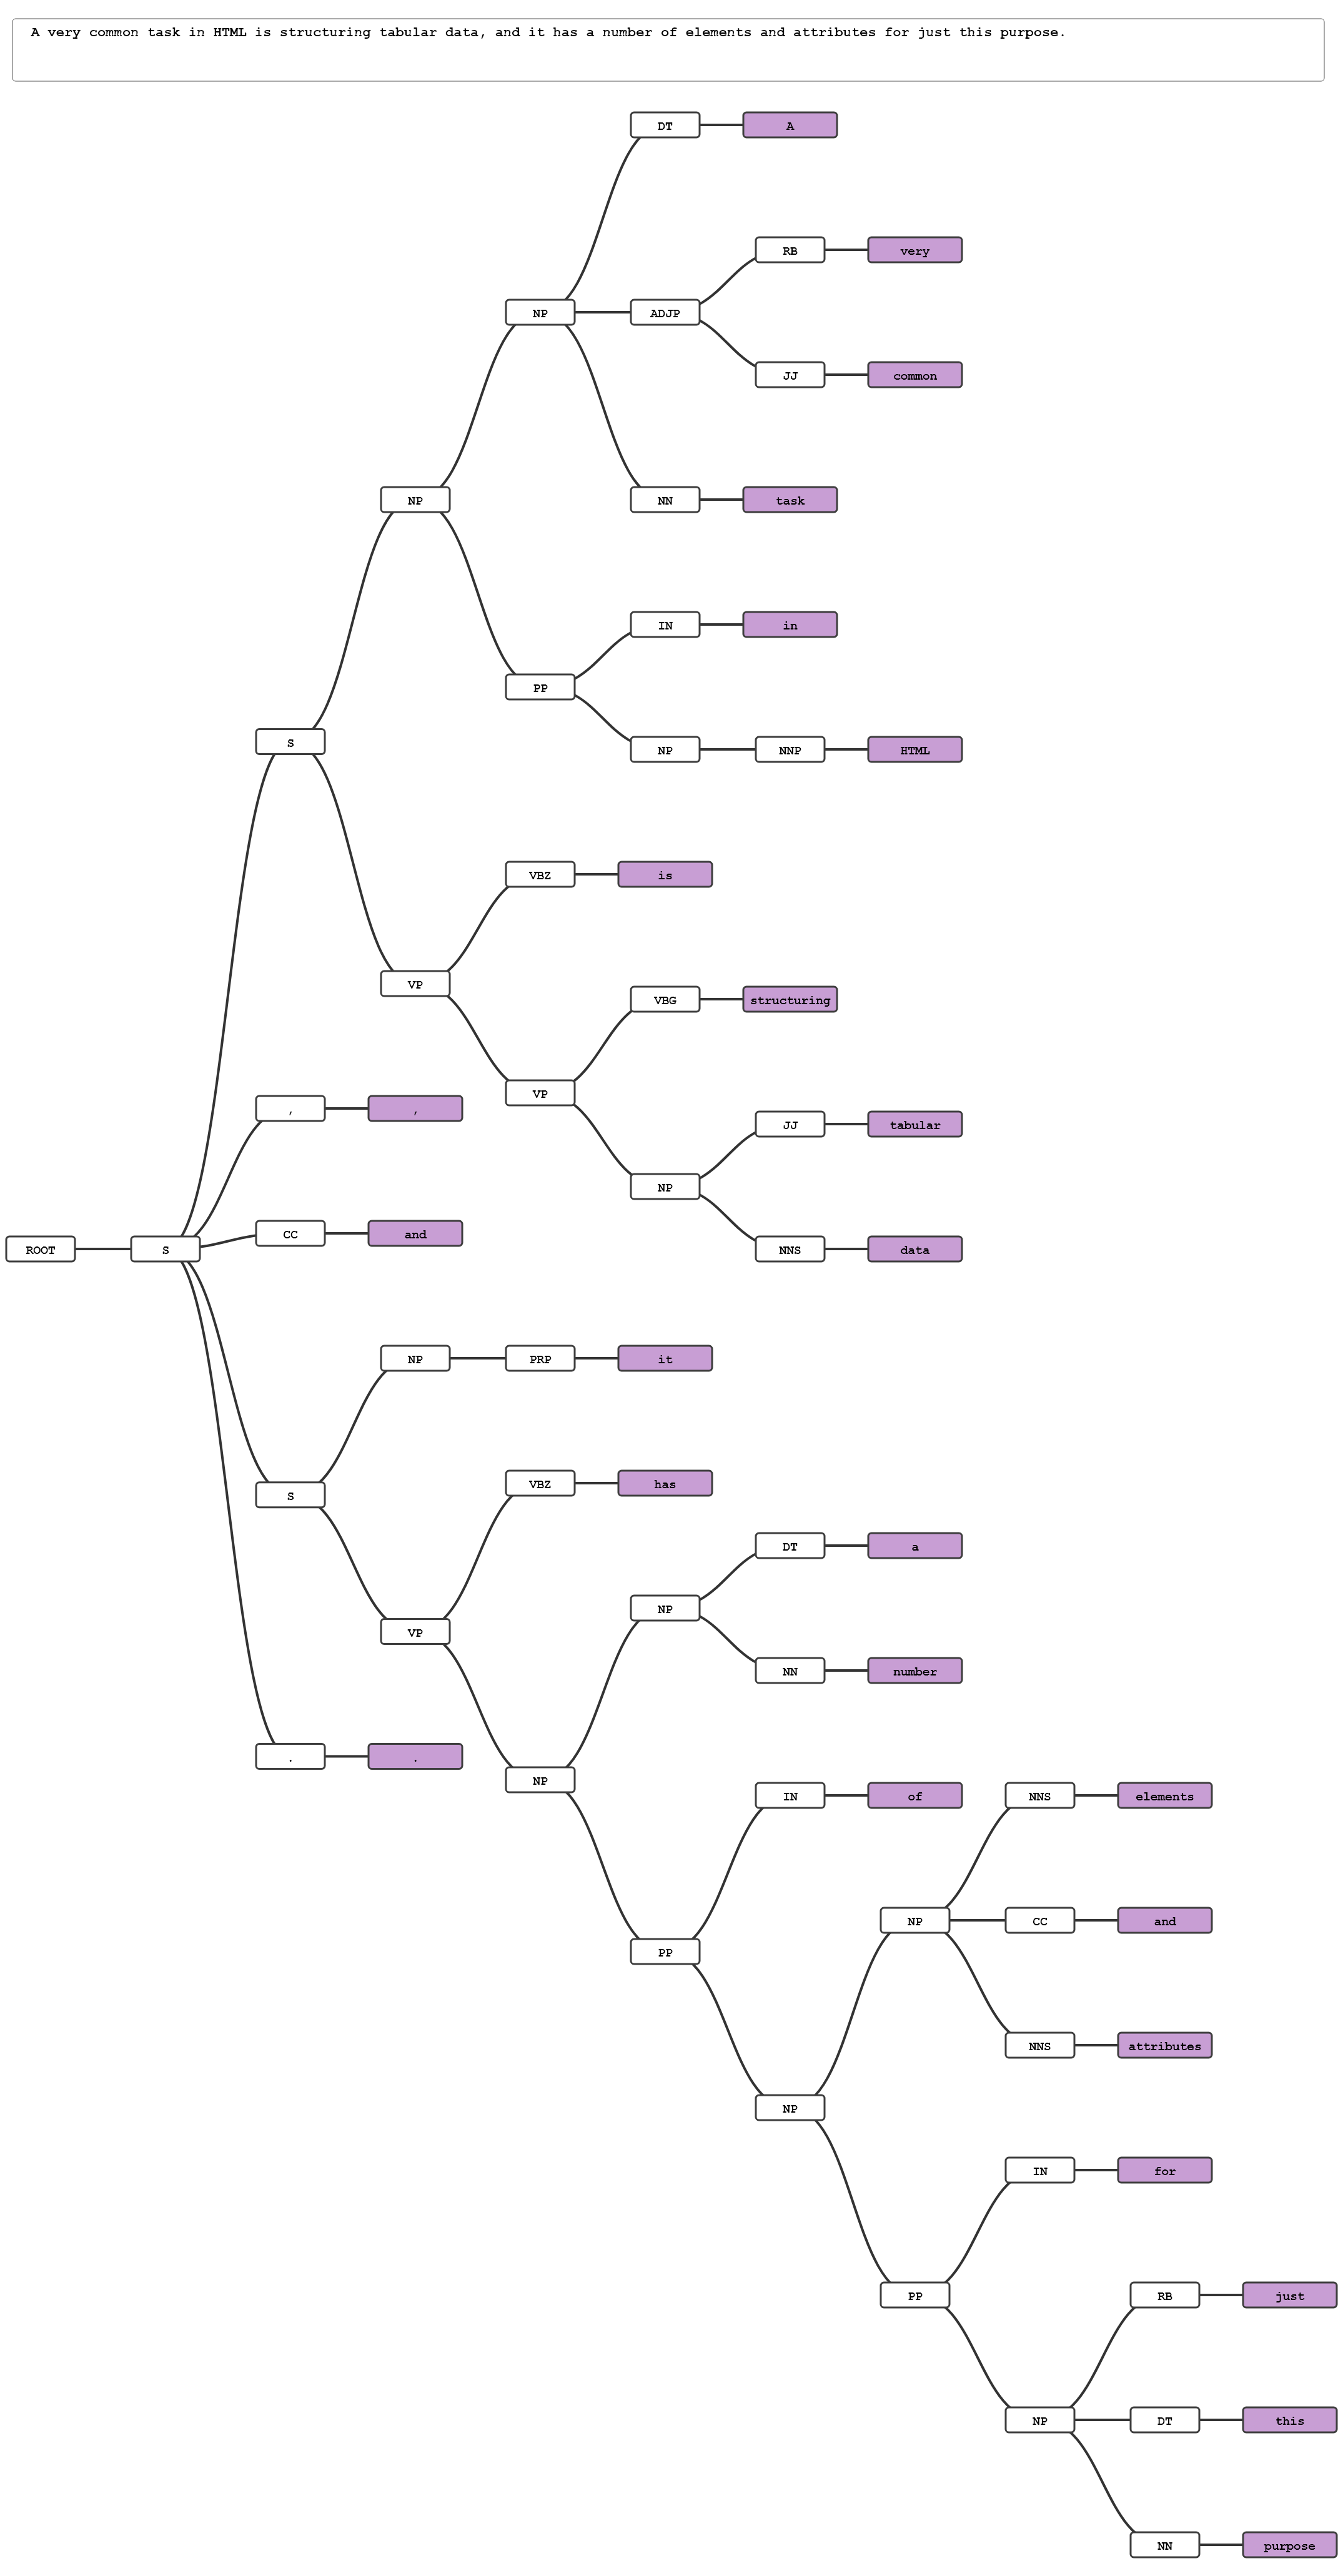 A very common task in HTML is structuring tabular data, and it has a number of elements and attributes for just this purpose.
DT A
RB very
NP ADJP
JJ common
NP NN task
IN in
PP
S NP NNP HTML
VBZ is
VP VBG structuring
VP
, , JJ tabular
NP
CC and
ROOT S NNS data
NP PRP it
VBZ has
S
DT a
NP
VP
NN number
. .
NP IN of NNS elements
NP CC and
PP
NNS attributes
NP
IN for
PP RB just
NP DT this
NN purpose